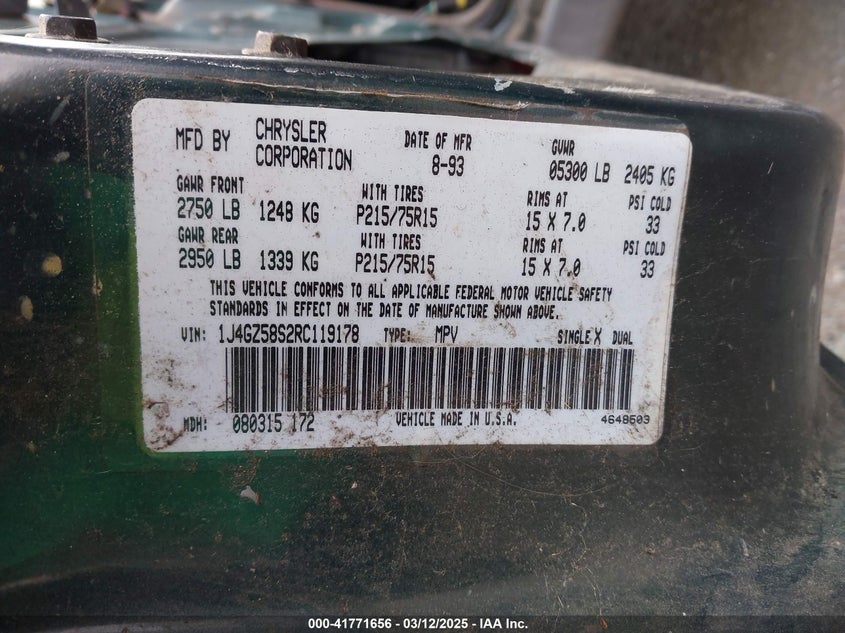 MFD BY CHRYSLER CORPORATION DATE OF MFR 8-93 GVWR 05300 LB 2405 KG
GAWR FRONT WITH TIRES RIMS AT PSI COLD
2750 LB 1248 KG P215/75R15 15 X 7.0 33
GAWR REAR WITH TIRES RIMS AT PSI COLD
2950 LB 1339 KG P215/75R15 15 X 7.0 33
THIS VEHICLE CONFORMS TO ALL APPLICABLE FEDERAL MOTOR VEHICLE SAFETY
STANDARDS IN EFFECT ON THE DATE OF MANUFACTURE SHOWN ABOVE.
VIN: 1J4GZ58S2RC119178 TYPE: MPV SINGLE X DUAL
MDH: 080315 172 VEHICLE MADE IN U.S.A. 4648503
000-41771656 - 03/12/2025 - IAA Inc.